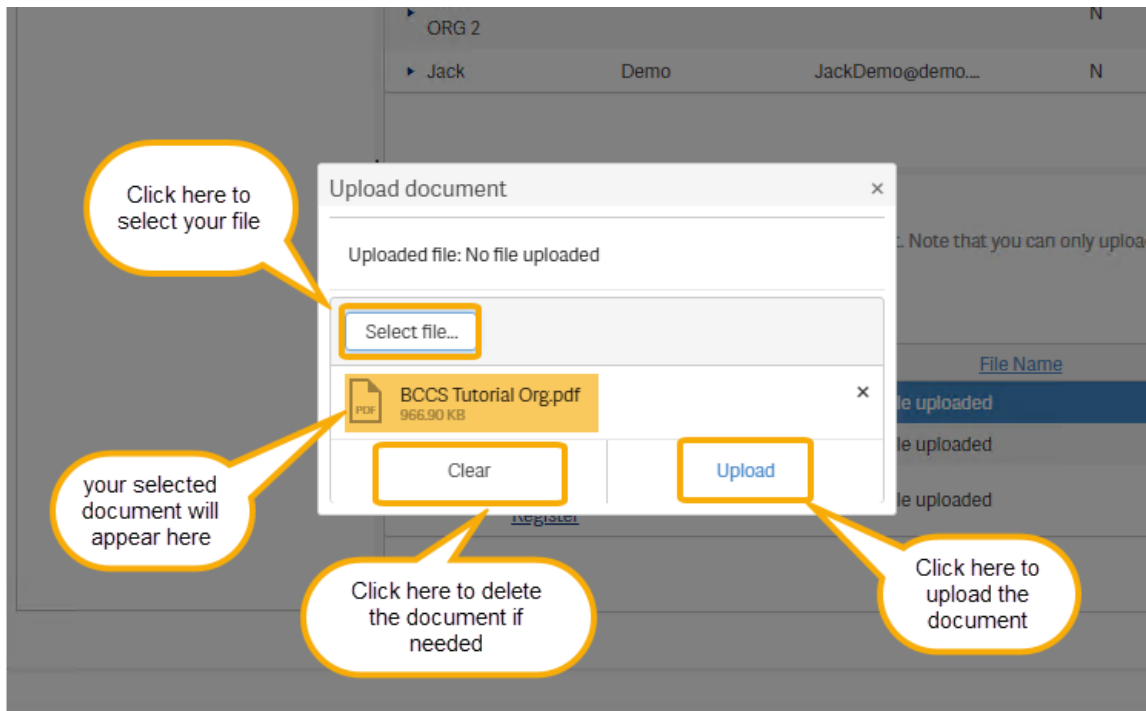 N
ORG 2
Jack Demo JackDemo@demo.... N
Click here to
select your file
Upload document
Uploaded file: No file uploaded
. Note that you can only uploa
Select file...
File Name
PDF
BCCS Tutorial Org.pdf
966.90 KB
le uploaded
le uploaded
your selected
document will
appear here
Clear
Upload
le uploaded
Register
Click here to delete
the document if
needed
Click here to
upload the
document